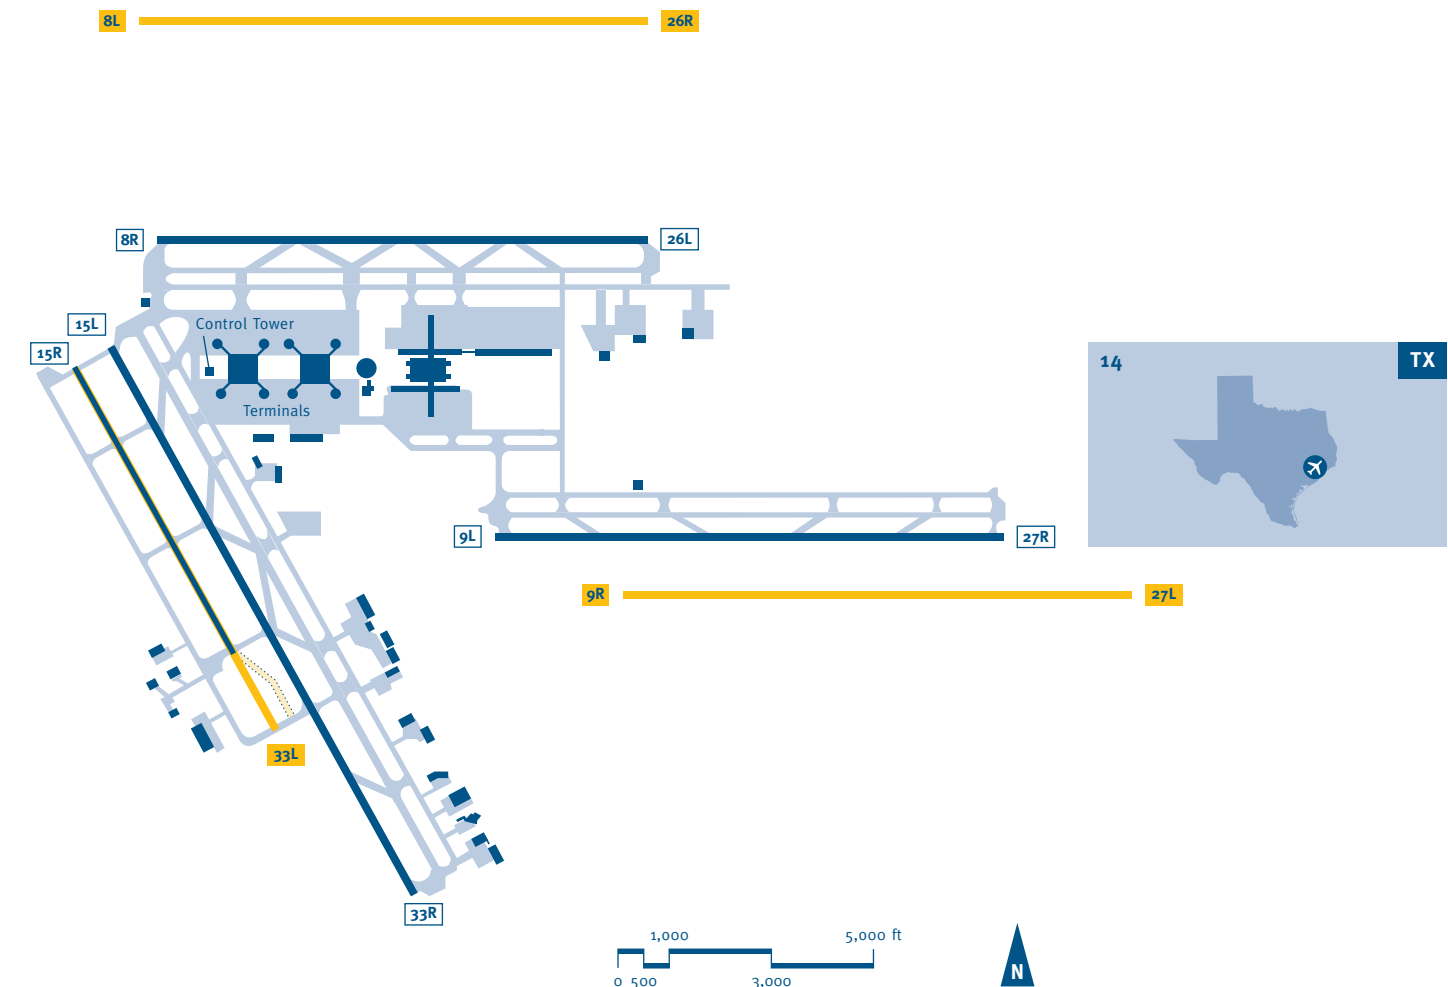 8L 26R
8R 26L
15L Control Tower
15R
14 TX
Terminals
9L 27R
9R 27L
33L
33R
1,000 5,000 ft
0 500 3,000
N